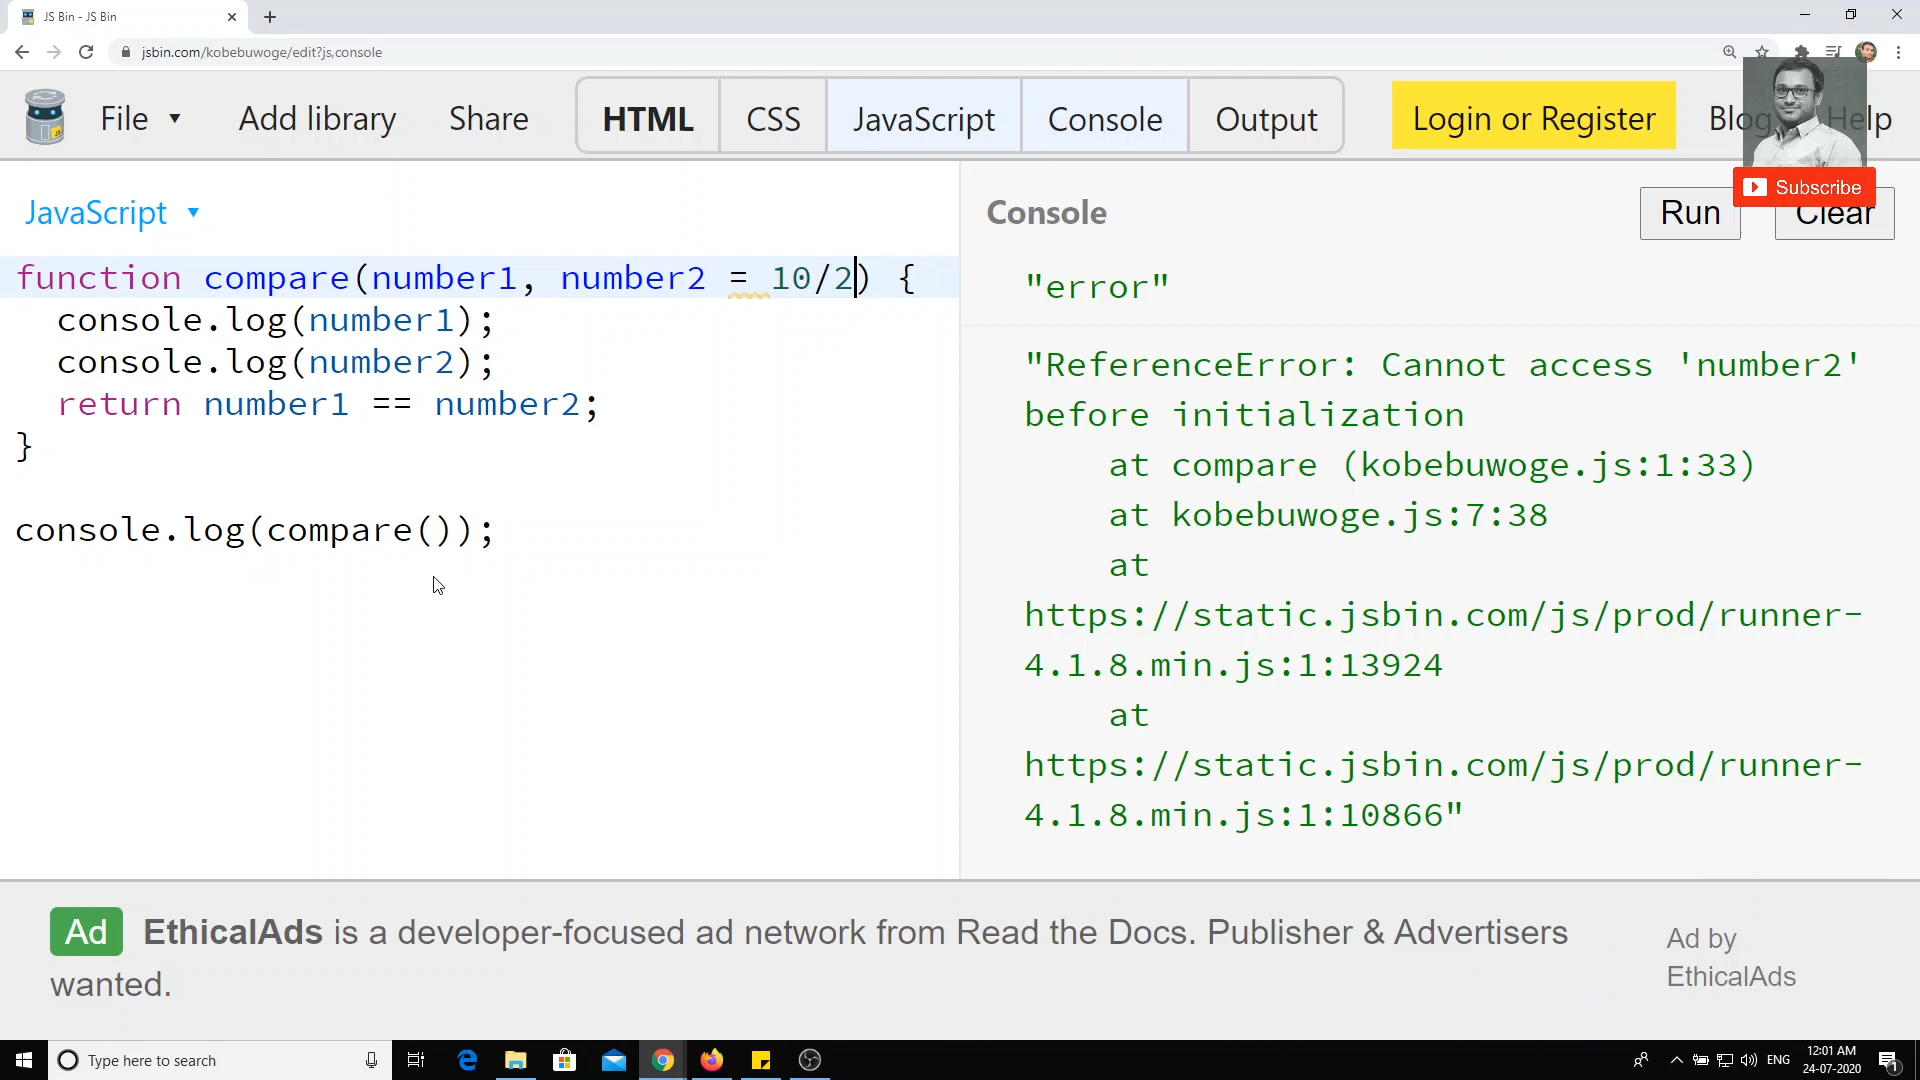 JS Bin - JS Bin
jsbin.com/kobebuwoge/edit?js,console
File ▼ Add library Share HTML CSS JavaScript Console Output Login or Register Blog Help
Subscribe
JavaScript ▼
function compare(number1, number2 = 10/2) {
  console.log(number1);
  console.log(number2);
  return number1 == number2;
}
console.log(compare());
Console Run Clear
"error"
"ReferenceError: Cannot access 'number2'
before initialization
    at compare (kobebuwoge.js:1:33)
    at kobebuwoge.js:7:38
    at
https://static.jsbin.com/js/prod/runner-
4.1.8.min.js:1:13924
    at
https://static.jsbin.com/js/prod/runner-
4.1.8.min.js:1:10866"
Ad EthicalAds is a developer-focused ad network from Read the Docs. Publisher & Advertisers
wanted.
Ad by
EthicalAds
Type here to search
ENG
12:01 AM
24-07-2020
1